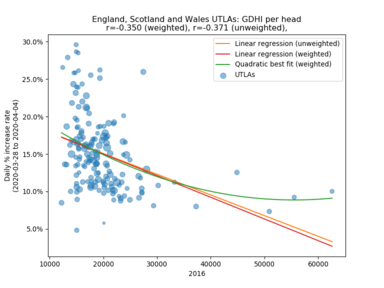 England, Scotland and Wales UTLAs: GDHI per head
r=-0.350 (weighted), r=-0.371 (unweighted),
Linear regression (unweighted)
Linear regression (weighted)
Quadratic best fit (weighted)
UTLAs
Daily % increase rate
(2020-03-26 to 2020-04-04)
30.0%
25.0%
20.0%
15.0%
10.0%
5.0%
10000 20000 30000 40000 50000 60000
2016